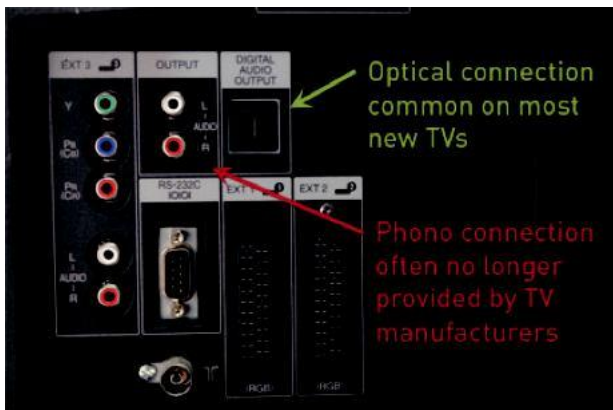 EXT 3
OUTPUT
DIGITAL
AUDIO
OUTPUT
Y
PB
(CB)
PR
(CR)
L
AUDIO
R
L
AUDIO
R
RS-232C
IOIOI
EXT 1
EXT 2
(RGB)
(RGB)
Optical connection
common on most
new TVs
Phono connection
often no longer
provided by TV
manufacturers